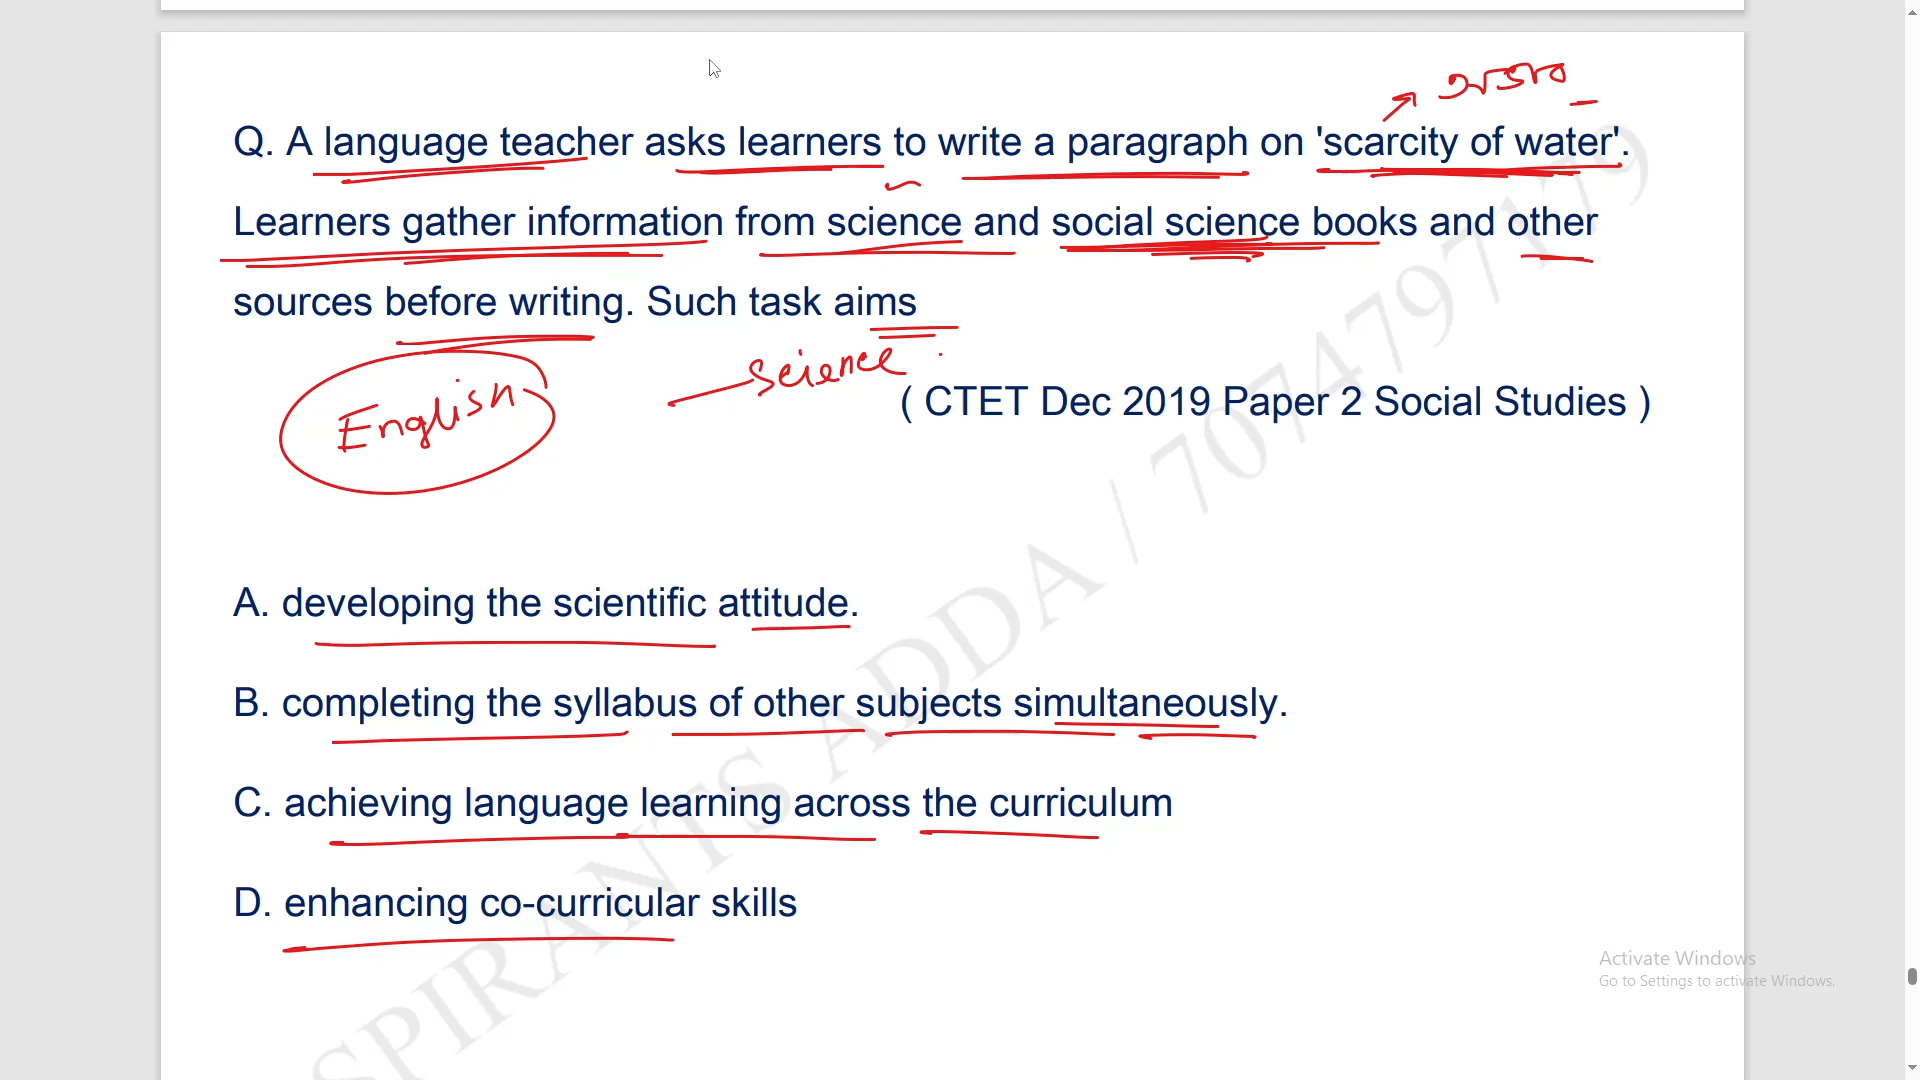 Q. A language teacher asks learners to write a paragraph on 'scarcity of water'.
Learners gather information from science and social science books and other
sources before writing. Such task aims
Science
English
( CTET Dec 2019 Paper 2 Social Studies )
A. developing the scientific attitude.
B. completing the syllabus of other subjects simultaneously.
C. achieving language learning across the curriculum
D. enhancing co-curricular skills
SPIRANTS ADDA / 7074797179
Activate Windows
Go to Settings to activate Windows.